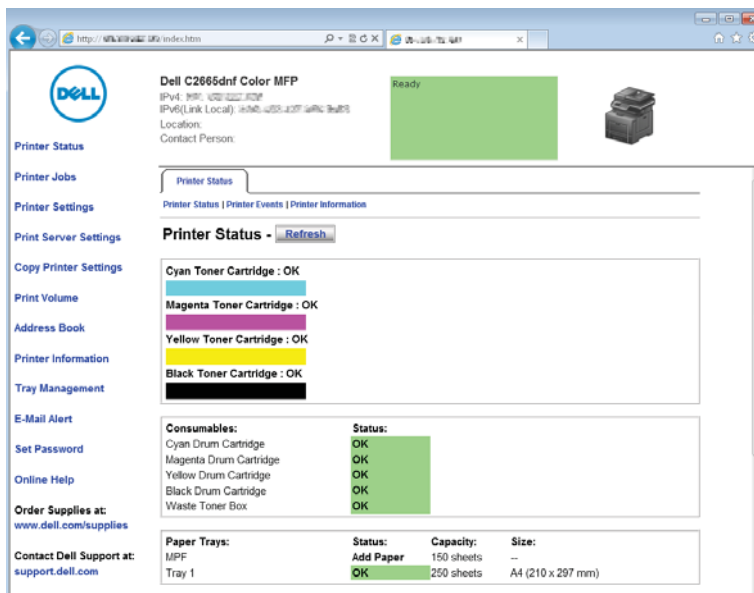 http:// /index.htm
DELL
Dell C2665dnf Color MFP
IPv4:
IPv6(Link Local):
Location:
Contact Person:
Ready
Printer Status
Printer Jobs
Printer Settings
Print Server Settings
Copy Printer Settings
Print Volume
Address Book
Printer Information
Tray Management
E-Mail Alert
Set Password
Online Help
Order Supplies at:
www.dell.com/supplies
Contact Dell Support at:
support.dell.com
Printer Status
Printer Status | Printer Events | Printer Information
Printer Status - Refresh
Cyan Toner Cartridge : OK
Magenta Toner Cartridge : OK
Yellow Toner Cartridge : OK
Black Toner Cartridge : OK
Consumables: Status:
Cyan Drum Cartridge OK
Magenta Drum Cartridge OK
Yellow Drum Cartridge OK
Black Drum Cartridge OK
Waste Toner Box OK
Paper Trays: Status: Capacity: Size:
MPF Add Paper 150 sheets --
Tray 1 OK 250 sheets A4 (210 x 297 mm)